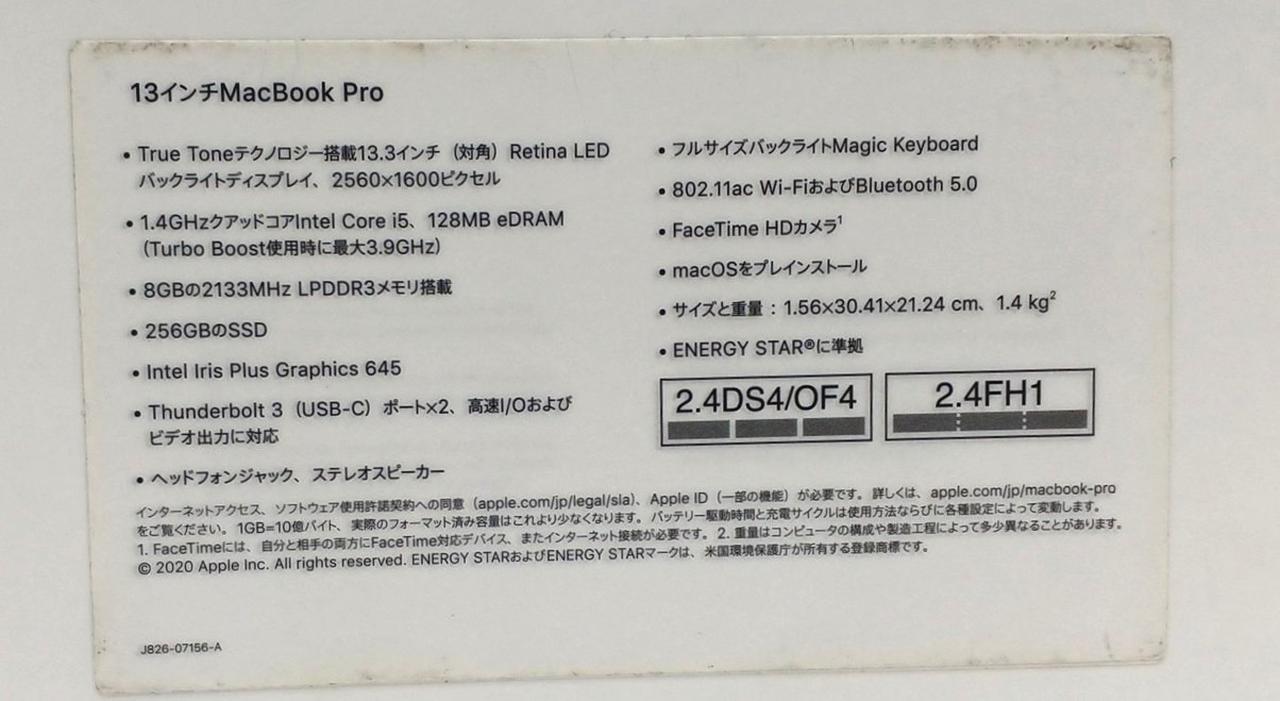 13インチMacBook Pro
• True Toneテクノロジー搭載13.3インチ（対角）Retina LED
バックライトディスプレイ、2560×1600ピクセル
• 1.4GHzクアッドコアIntel Core i5、128MB eDRAM
（Turbo Boost使用時に最大3.9GHz）
• 8GBの2133MHz LPDDR3メモリ搭載
• 256GBのSSD
• Intel Iris Plus Graphics 645
• Thunderbolt 3（USB-C）ポート×2、高速I/Oおよび
ビデオ出力に対応
• ヘッドフォンジャック、ステレオスピーカー
• フルサイズバックライトMagic Keyboard
• 802.11ac Wi-FiおよびBluetooth 5.0
• FaceTime HDカメラ¹
• macOSをプレインストール
• サイズと重量：1.56×30.41×21.24 cm、1.4 kg²
• ENERGY STAR®に準拠
2.4DS4/OF4
2.4FH1
インターネットアクセス、ソフトウェア使用許諾契約への同意（apple.com/jp/legal/sla）、Apple ID（一部の機能）が必要です。詳しくは、apple.com/jp/macbook-pro
をご覧ください。1GB=10億バイト、実際のフォーマット済み容量はこれより少なくなります。バッテリー駆動時間と充電サイクルは使用方法ならびに各種設定によって変動します。
1. FaceTimeには、自分と相手の両方にFaceTime対応デバイス、またインターネット接続が必要です。2. 重量はコンピュータの構成や製造工程によって多少異なることがあります。
© 2020 Apple Inc. All rights reserved. ENERGY STARおよびENERGY STARマークは、米国環境保護庁が所有する登録商標です。
J826-07156-A